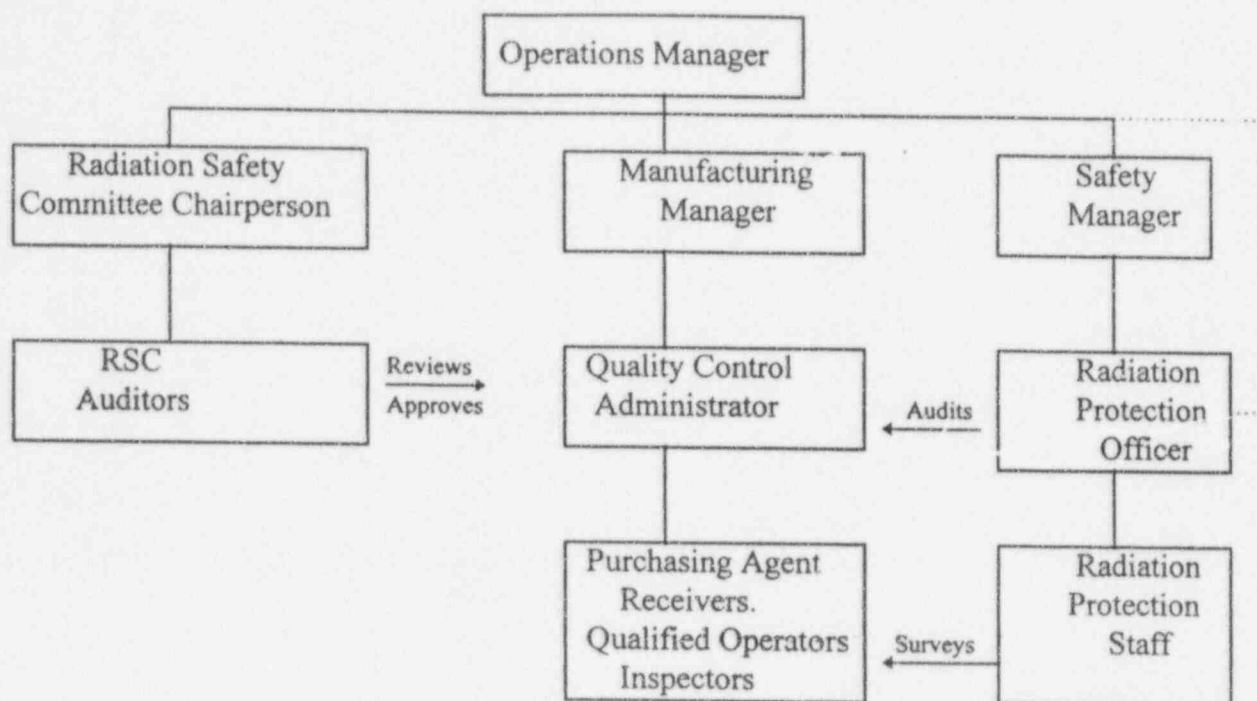 Operations Manager
Radiation Safety
Committee Chairperson
Manufacturing
Manager
Safety
Manager
RSC
Auditors
Reviews
Approves
Quality Control
Administrator
Audits
Radiation
Protection
Officer
Purchasing Agent
Receivers.
Qualified Operators
Inspectors
Surveys
Radiation
Protection
Staff